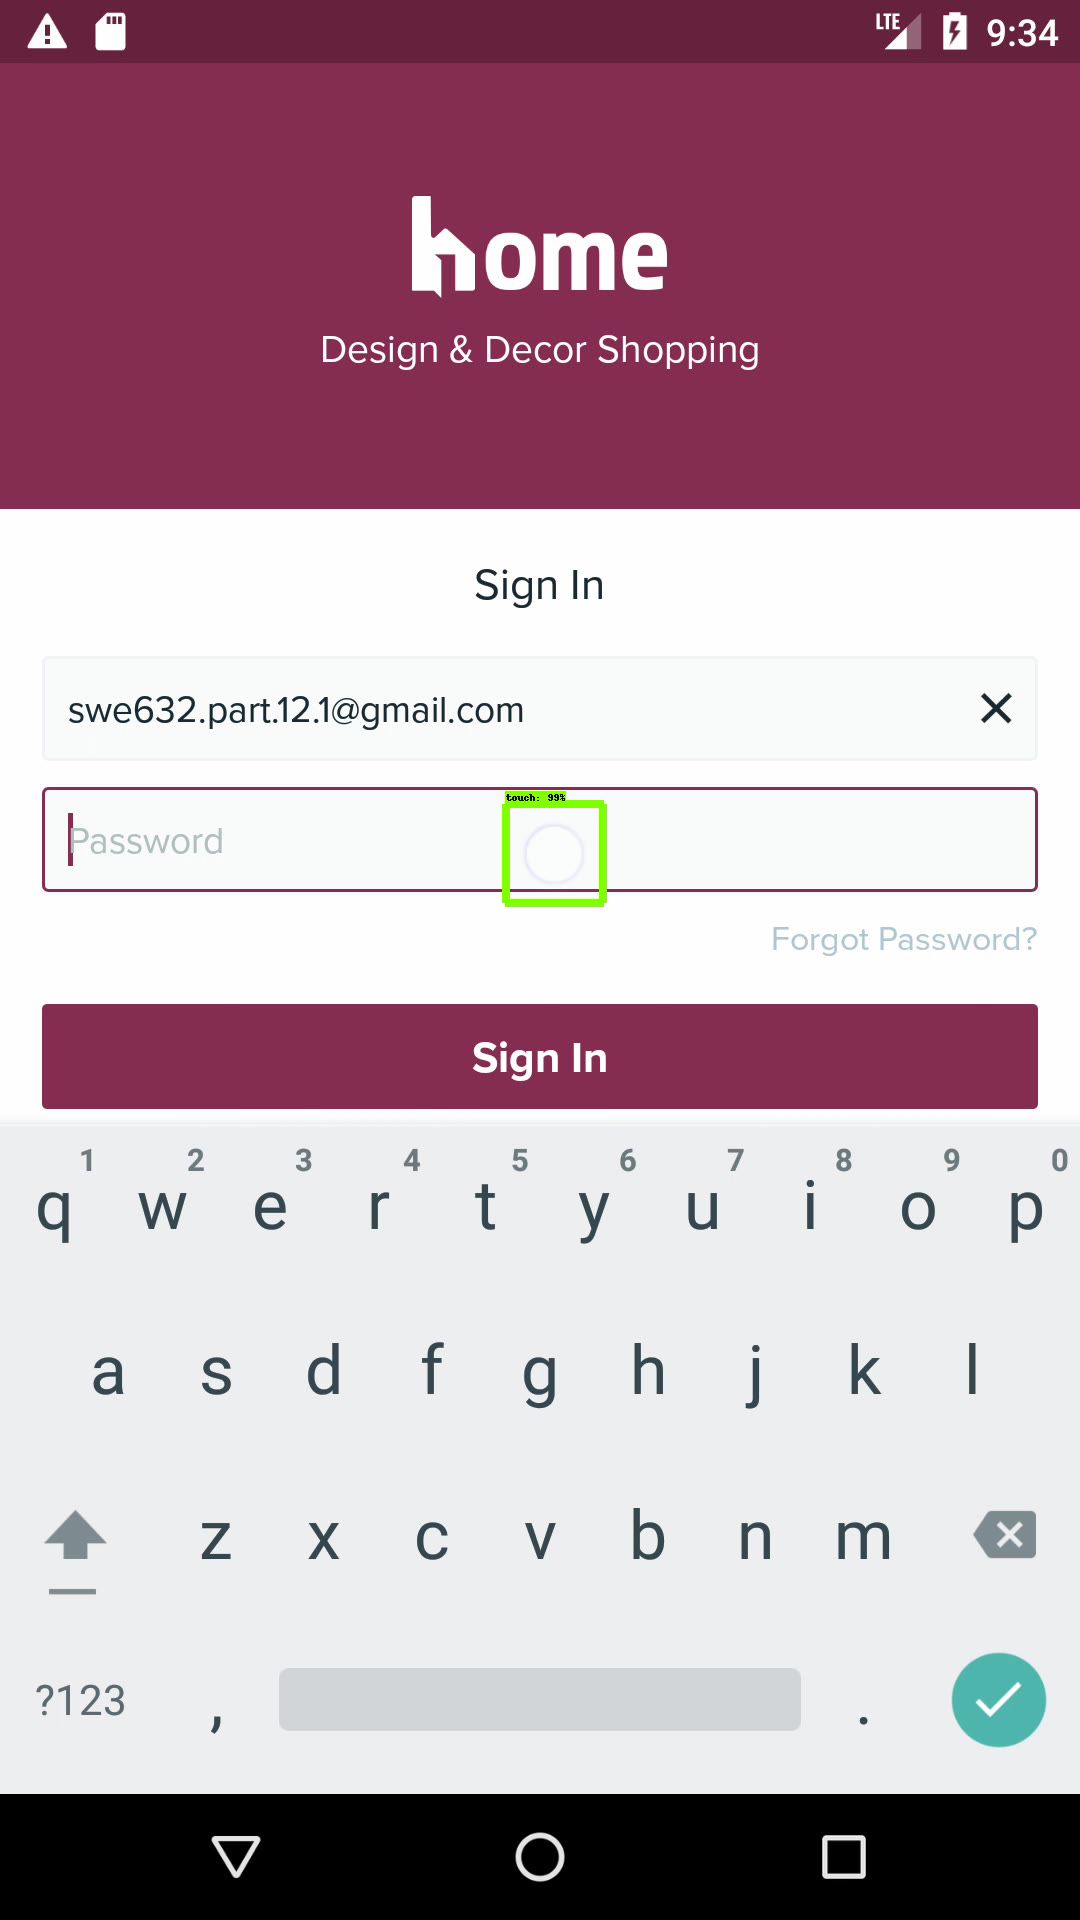 LTE 9:34
home
Design & Decor Shopping
Sign In
swe632.part.12.1@gmail.com
touch: 99%
Password
Forgot Password?
Sign In
1 2 3 4 5 6 7 8 9 0
q w e r t y u i o p
a s d f g h j k l
z x c v b n m
?123 , .